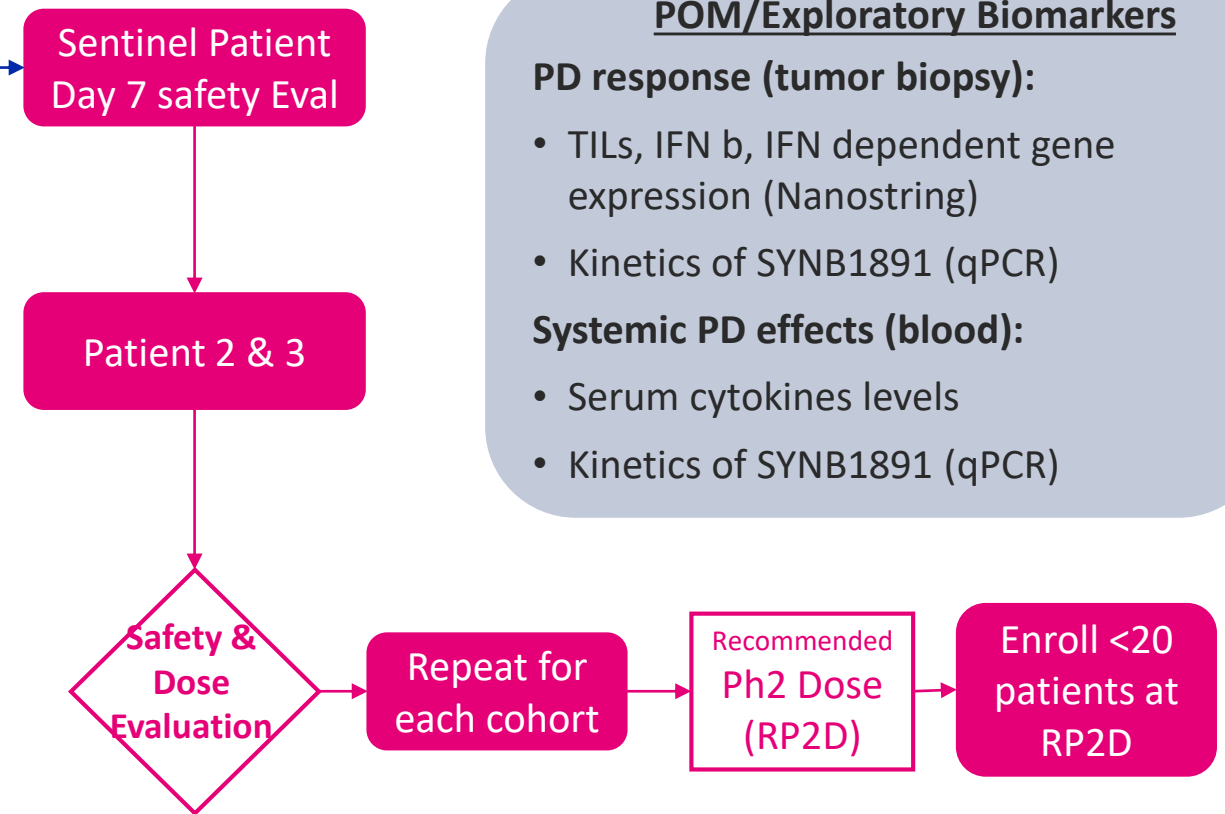 Sentinel Patient
Day 7 safety Eval
Patient 2 & 3
Safety &
Dose
Evaluation
Repeat for
each cohort
Recommended
Ph2 Dose
(RP2D)
Enroll <20
patients at
RP2D
POM/Exploratory Biomarkers
PD response (tumor biopsy):
• TILs, IFN b, IFN dependent gene
expression (Nanostring)
• Kinetics of SYNB1891 (qPCR)
Systemic PD effects (blood):
• Serum cytokines levels
• Kinetics of SYNB1891 (qPCR)